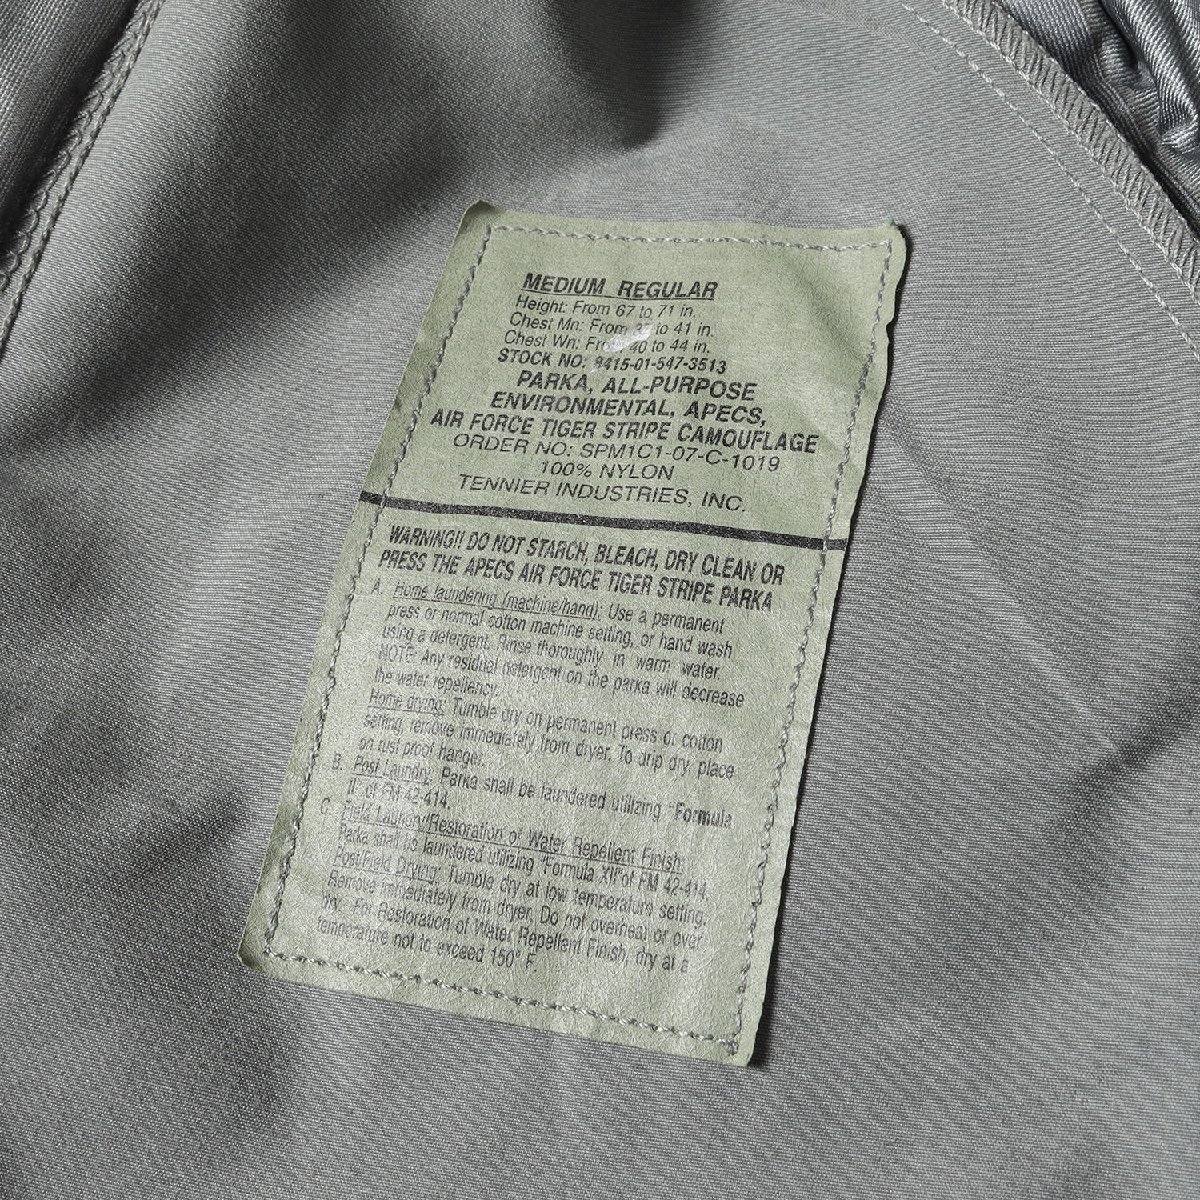 MEDIUM REGULAR
Height: From 67 to 71 in.
Chest Mn: From to 41 in.
Chest Wn: From 40 to 44 in.
STOCK NO: 8415-01-547-3513
PARKA, ALL-PURPOSE
ENVIRONMENTAL, APECS,
AIR FORCE TIGER STRIPE CAMOUFLAGE
ORDER NO: SPM1C1-07-C-1019
100% NYLON
TENNIER INDUSTRIES, INC.
WARNING!! DO NOT STARCH, BLEACH, DRY CLEAN OR
PRESS THE APECS AIR FORCE TIGER STRIPE PARKA
A. Home laundering (machine/hand): Use a permanent
press or normal cotton machine setting, or hand wash
using a detergent. Rinse thoroughly in warm water.
NOTE: Any residual detergent on the parka will decrease
the water repellency.
Home drying: Tumble dry on permanent press or cotton
setting, remove immediately from dryer. To drip dry, place
on rust proof hanger.
B. Post Laundry: Parka shall be laundered utilizing "Formula
II" of FM 42-414.
C. Field Laundry/Restoration of Water Repellent Finish:
Parka shall be laundered utilizing "Formula XI" of FM 42-414.
Post/Field Drying: Tumble dry at low temperature setting.
Remove immediately from dryer. Do not overheat or over
dry. For Restoration of Water Repellent Finish, dry at a
temperature not to exceed 150° F.